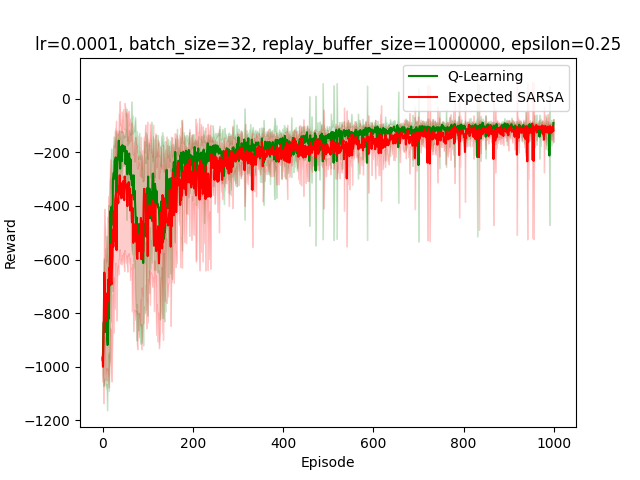 lr=0.0001, batch_size=32, replay_buffer_size=1000000, epsilon=0.25
Q-Learning
Expected SARSA
Reward
0
−200
−400
−600
−800
−1000
−1200
0 200 400 600 800 1000
Episode